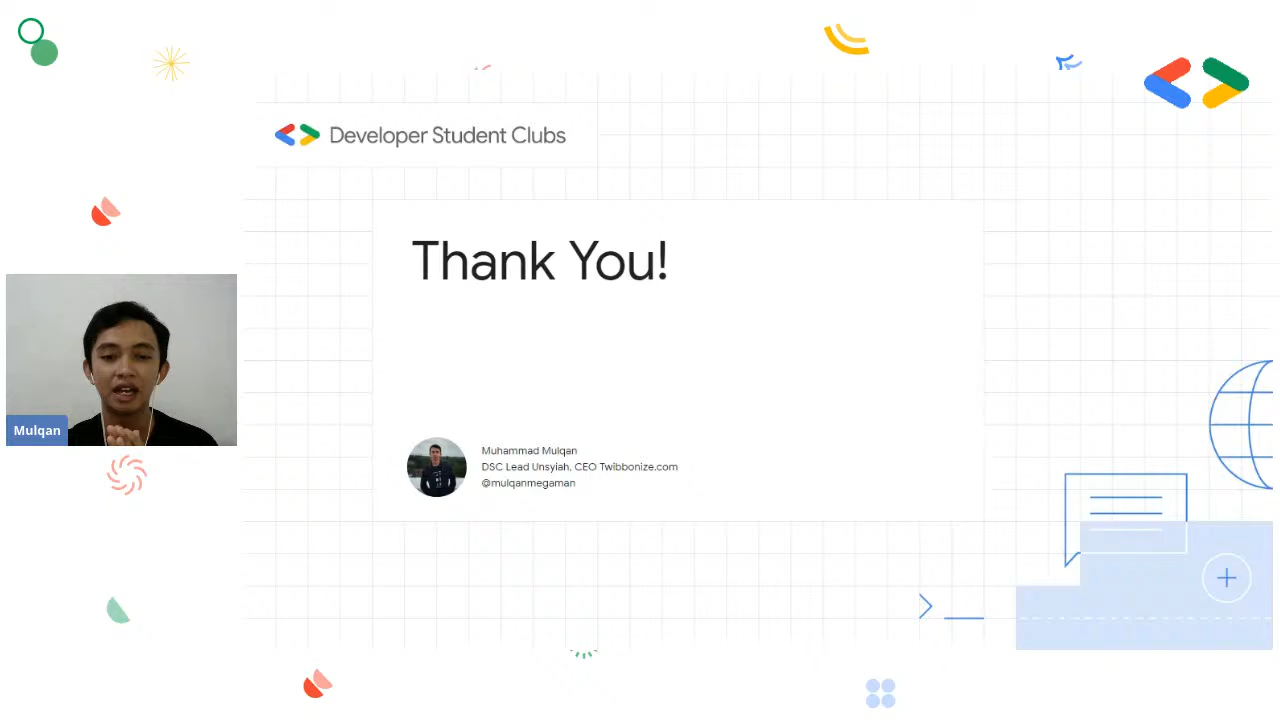 Developer Student Clubs
Thank You!
Mulqan
Muhammad Mulqan
DSC Lead Unsyiah, CEO Twibbonize.com
@mulqanmegaman